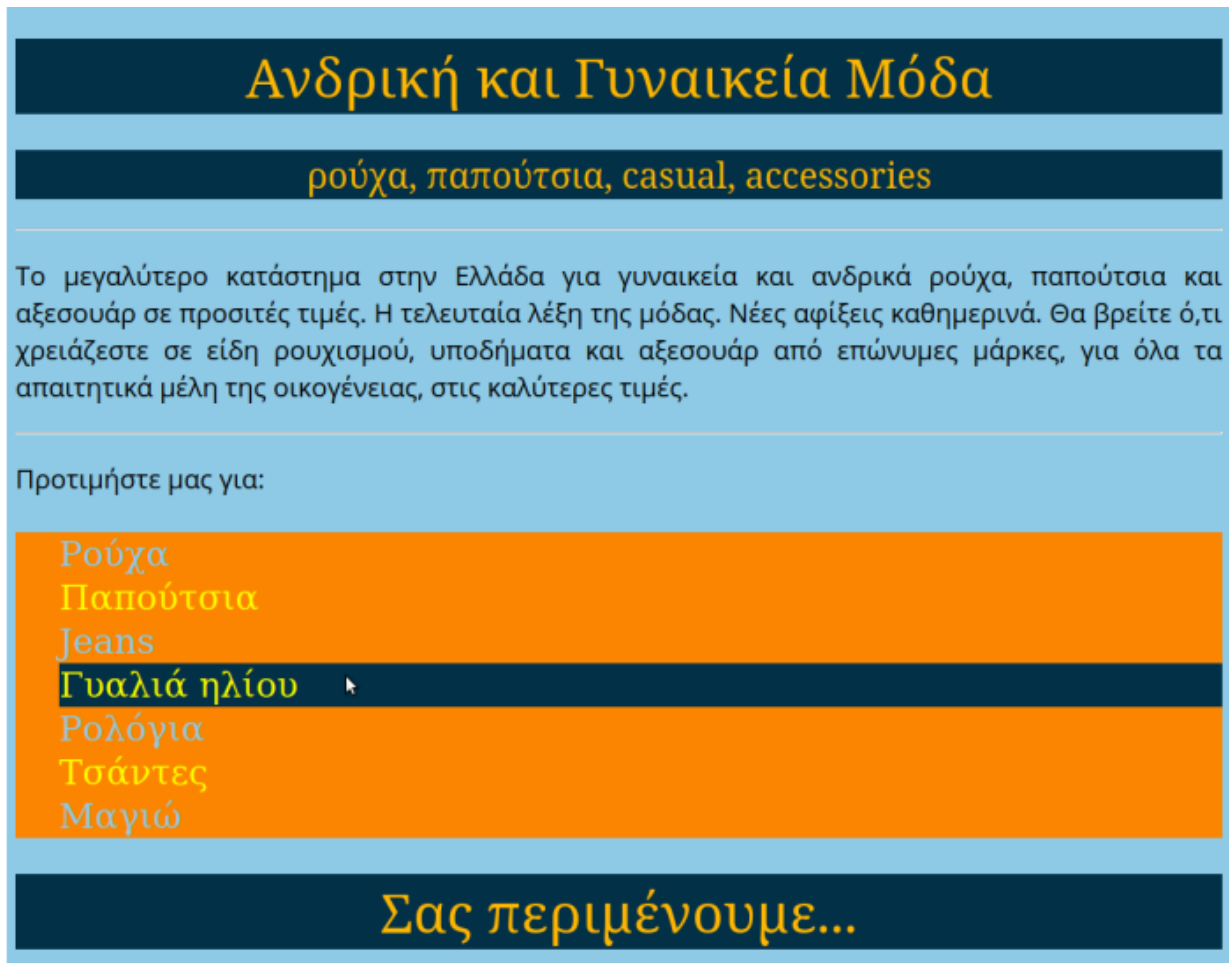 Ανδρική και Γυναικεία Μόδα
ρούχα, παπούτσια, casual, accessories
Το μεγαλύτερο κατάστημα στην Ελλάδα για γυναικεία και ανδρικά ρούχα, παπούτσια και
αξεσουάρ σε προσιτές τιμές. Η τελευταία λέξη της μόδας. Νέες αφίξεις καθημερινά. Θα βρείτε ό,τι
χρειάζεστε σε είδη ρουχισμού, υποδήματα και αξεσουάρ από επώνυμες μάρκες, για όλα τα
απαιτητικά μέλη της οικογένειας, στις καλύτερες τιμές.
Προτιμήστε μας για:
Ρούχα
Παπούτσια
Jeans
Γυαλιά ηλίου
Ρολόγια
Τσάντες
Μαγιώ
Σας περιμένουμε...